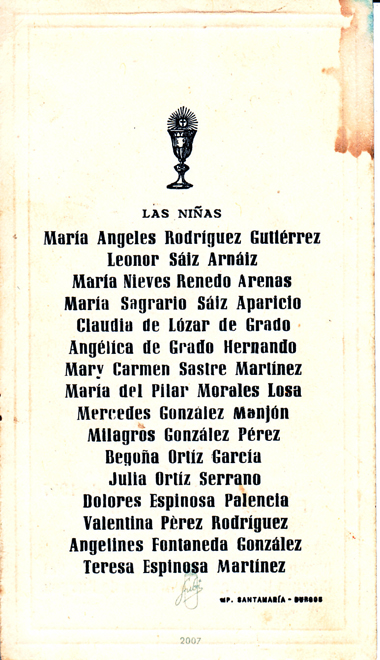 LAS NIÑAS
María Angeles Rodríguez Gutiérrez
Leonor Sáiz Arnáiz
María Nieves Renedo Arenas
María Sagrario Sáiz Aparicio
Claudia de Lózar de Grado
Angélica de Grado Hernando
Mary Carmen Sastre Martínez
María del Pilar Morales Losa
Mercedes González Manjón
Milagros González Pérez
Begoña Ortíz García
Julia Ortíz Serrano
Dolores Espinosa Palencia
Valentina Pèrez Rodríguez
Angelines Fontaneda González
Teresa Espinosa Martínez
MP. SANTAMARÍA - BURGOS
2007